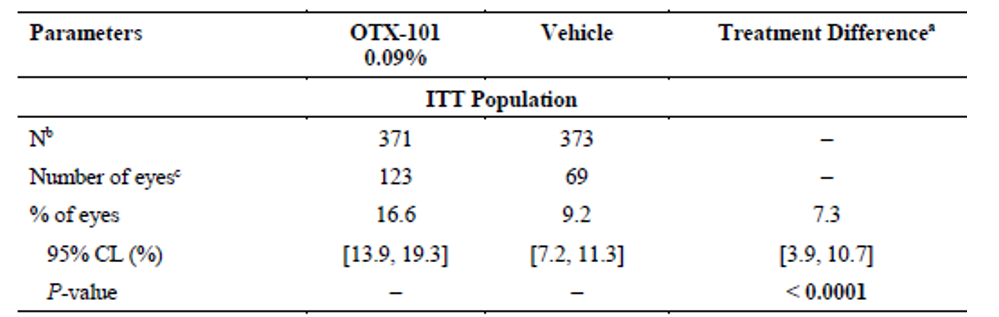 Parameters OTX-101 Vehicle Treatment Differenceᵃ
0.09%
ITT Population
Nᵇ 371 373 –
Number of eyesᶜ 123 69 –
% of eyes 16.6 9.2 7.3
95% CL (%) [13.9, 19.3] [7.2, 11.3] [3.9, 10.7]
P-value – – < 0.0001